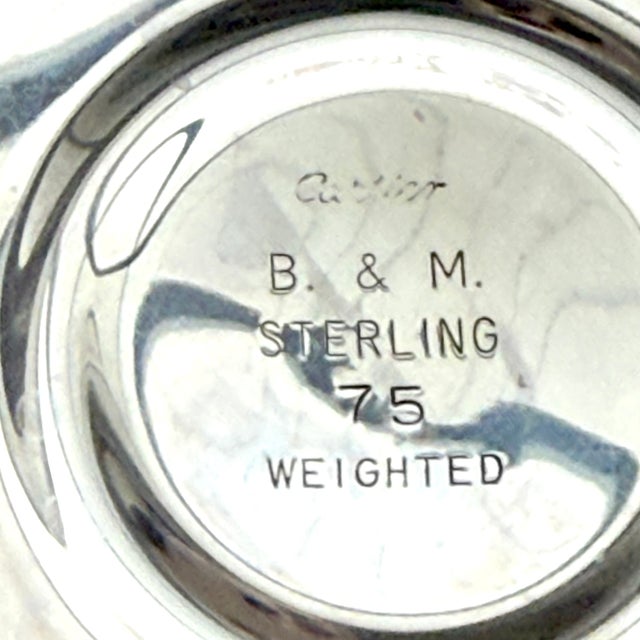 Cartier
B. & M.
STERLING
75
WEIGHTED